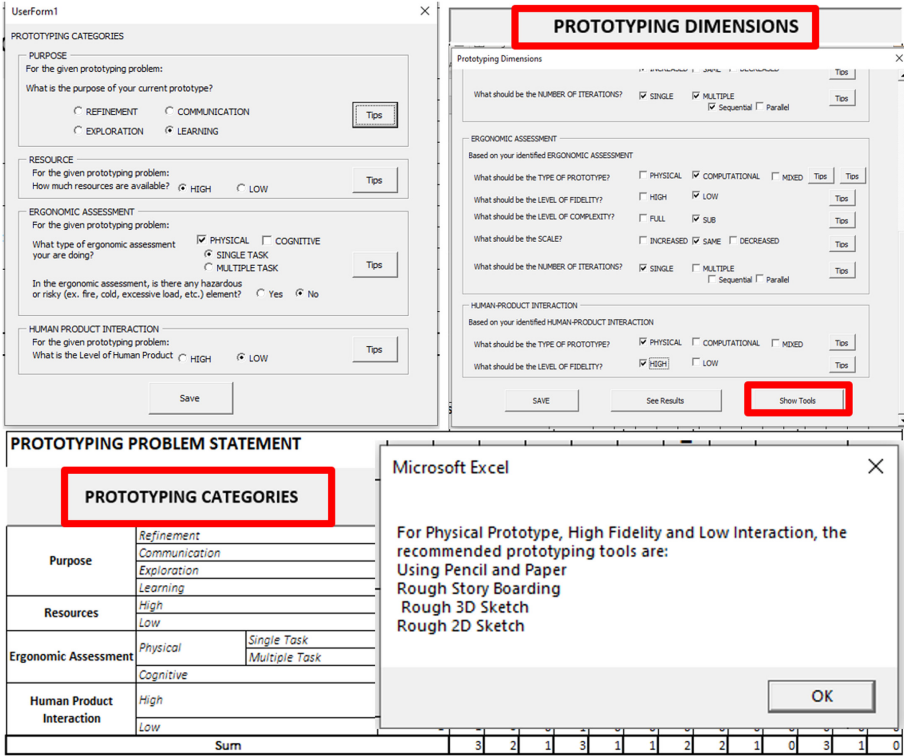 UserForm1
PROTOTYPING CATEGORIES
PURPOSE
For the given prototyping problem:
What is the purpose of your current prototype?
REFINEMENT COMMUNICATION
EXPLORATION LEARNING
Tips
RESOURCE
For the given prototyping problem:
How much resources are available? HIGH LOW
Tips
ERGONOMIC ASSESSMENT
For the given prototyping problem:
What type of ergonomic assessment
your are doing?
PHYSICAL COGNITIVE
SINGLE TASK
MULTIPLE TASK
Tips
In the ergonomic assessment, is there any hazardous
or risky (ex. fire, cold, excessive load, etc.) element? Yes No
HUMAN PRODUCT INTERACTION
For the given prototyping problem:
What is the Level of Human Product HIGH LOW
Tips
Save
PROTOTYPING DIMENSIONS
Prototyping Dimensions
Tips
What should be the NUMBER OF ITERATIONS? SINGLE MULTIPLE Tips
Sequential Parallel
ERGONOMIC ASSESSMENT
Based on your identified ERGONOMIC ASSESSMENT
What should be the TYPE OF PROTOTYPE? PHYSICAL COMPUTATIONAL MIXED Tips Tips
What should be the LEVEL OF FIDELITY? HIGH LOW Tips
What should be the LEVEL OF COMPLEXITY? FULL SUB Tips
What should be the SCALE? INCREASED SAME DECREASED Tips
What should be the NUMBER OF ITERATIONS? SINGLE MULTIPLE Tips
Sequential Parallel
HUMAN-PRODUCT INTERACTION
Based on your identified HUMAN-PRODUCT INTERACTION
What should be the TYPE OF PROTOTYPE? PHYSICAL COMPUTATIONAL MIXED Tips
What should be the LEVEL OF FIDELITY? HIGH LOW Tips
SAVE See Results Show Tools
PROTOTYPING PROBLEM STATEMENT
PROTOTYPING CATEGORIES
Purpose
Refinement
Communication
Exploration
Learning
Resources
High
Low
Ergonomic Assessment
Physical
Single Task
Multiple Task
Cognitive
Human Product
Interaction
High
Low
Sum 3 2 1 3 1 1 2 2 1 0 3 1 0
Microsoft Excel
For Physical Prototype, High Fidelity and Low Interaction, the
recommended prototyping tools are:
Using Pencil and Paper
Rough Story Boarding
Rough 3D Sketch
Rough 2D Sketch
OK